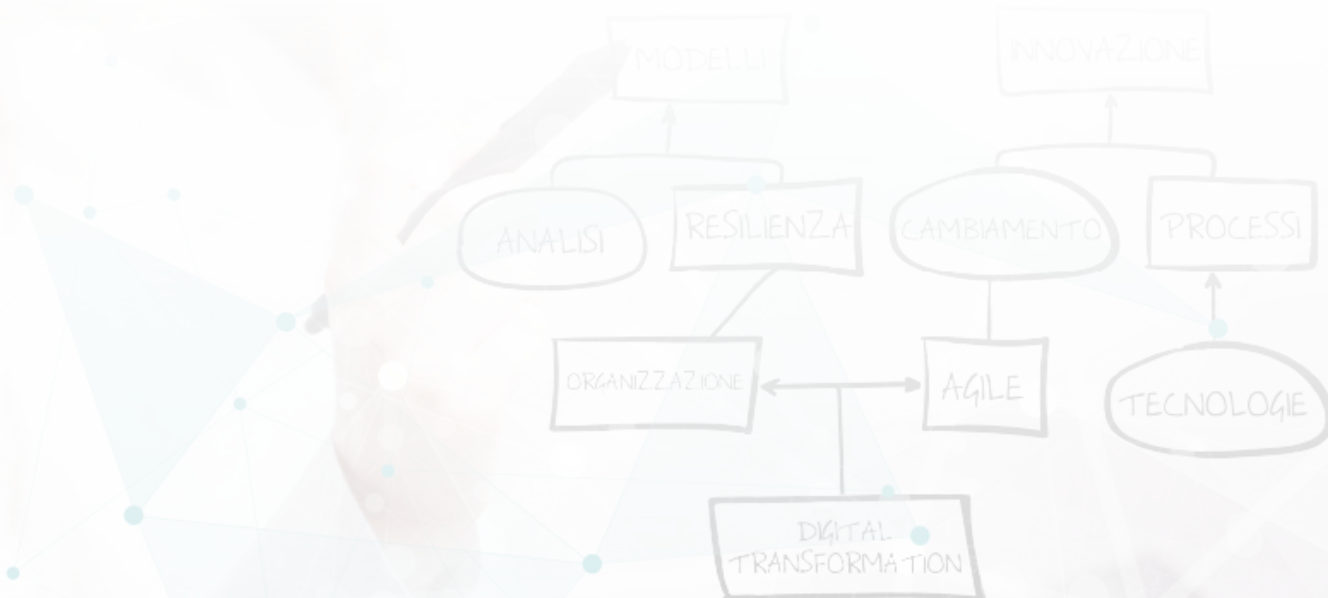 MODELLI
INNOVAZIONE
ANALISI
RESILIENZA
CAMBIAMENTO
PROCESSI
ORGANIZZAZIONE
AGILE
TECNOLOGIE
DIGITAL
TRANSFORMATION